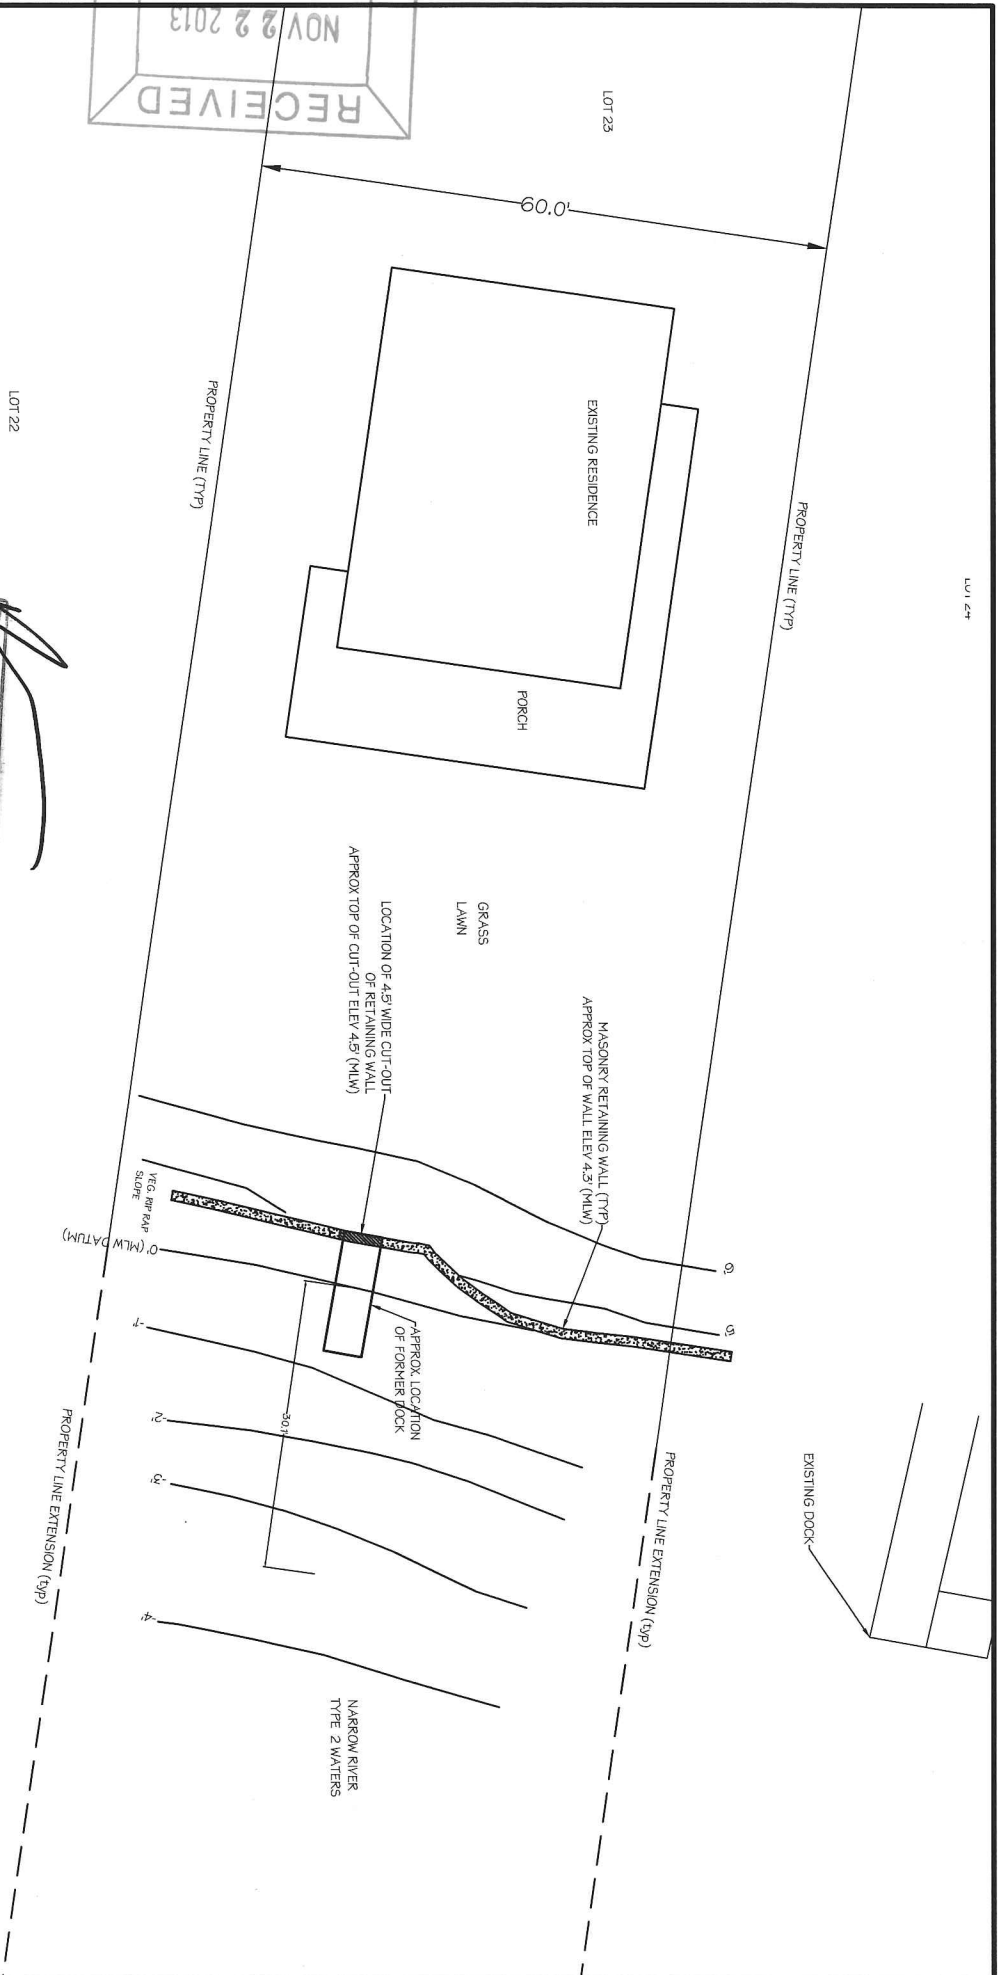 NOV 22 2013
RECEIVED
LOT 23
60.0'
LOT 22
LOT 24
PROPERTY LINE (TYP)
PROPERTY LINE (TYP)
EXISTING RESIDENCE
PORCH
GRASS
LAWN
LOCATION OF 4.5' WIDE CUT-OUT
OF RETAINING WALL
APPROX TOP OF CUT-OUT ELEV 4.5' (MLW)
MASONRY RETAINING WALL (TYP)
APPROX TOP OF WALL ELEV 4.3' (MLW)
VEG. RIP RAP
SLOPE
6'
5'
0' (MLW DATUM)
-1'
-2'
-3'
-4'
APPROX. LOCATION
OF FORMER DOCK
30.1'
EXISTING DOCK
PROPERTY LINE EXTENSION (typ)
PROPERTY LINE EXTENSION (typ)
NARROW RIVER
TYPE 2 WATERS